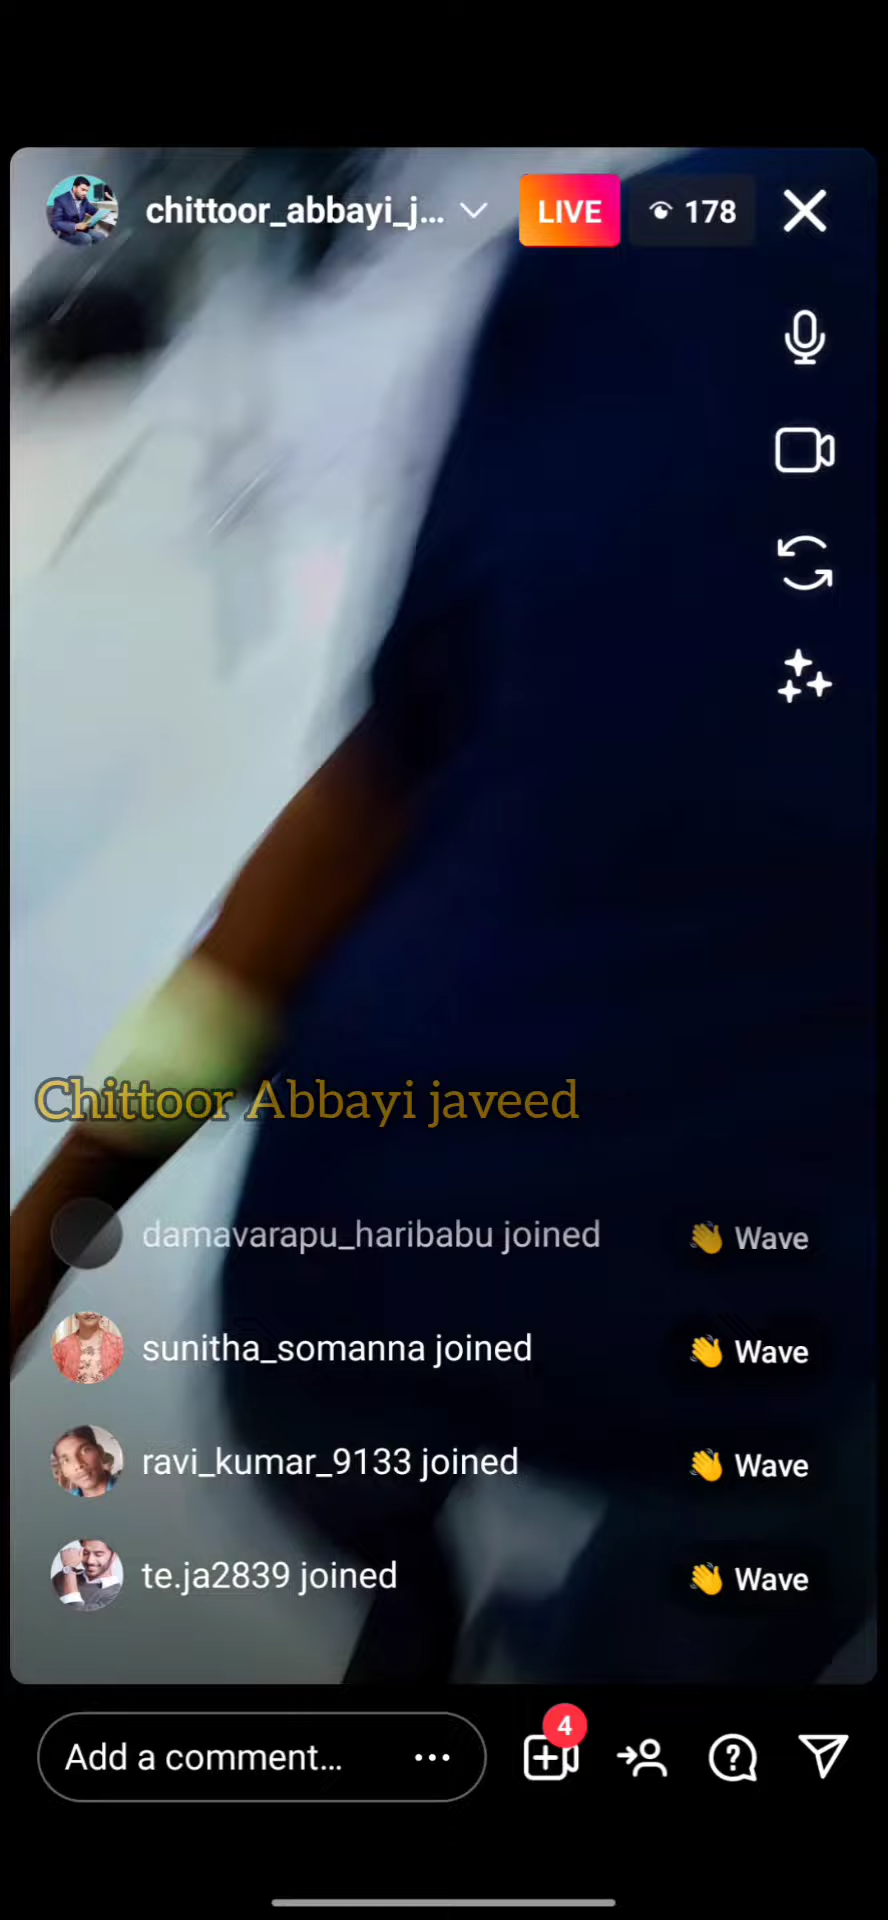 chittoor_abbayi_j...
LIVE
178
Chittoor Abbayi javeed
damavarapu_haribabu joined
👋 Wave
sunitha_somanna joined
👋 Wave
ravi_kumar_9133 joined
👋 Wave
te.ja2839 joined
👋 Wave
4
Add a comment...